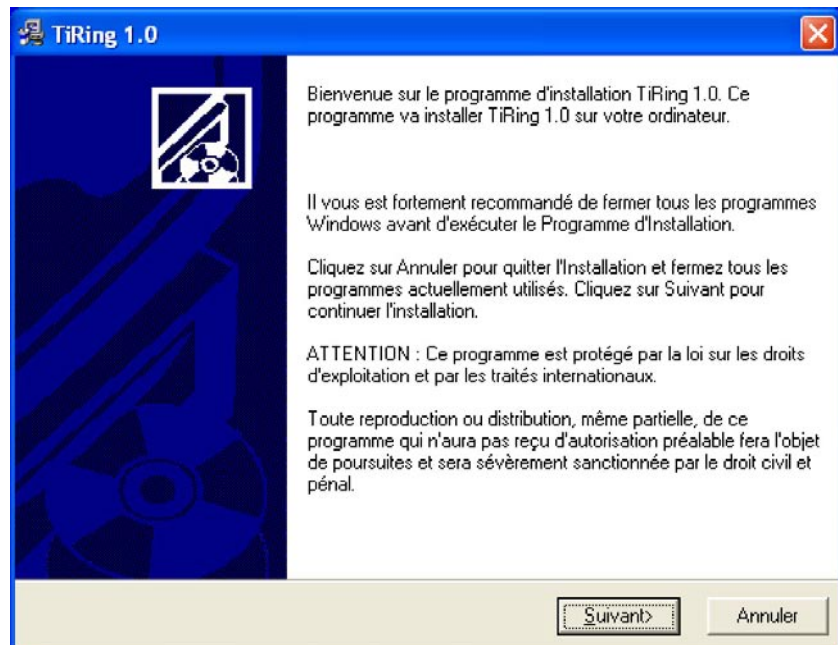 TiRing 1.0
Bienvenue sur le programme d'installation TiRing 1.0. Ce
programme va installer TiRing 1.0 sur votre ordinateur.
Il vous est fortement recommandé de fermer tous les programmes
Windows avant d'exécuter le Programme d'Installation.
Cliquez sur Annuler pour quitter l'Installation et fermez tous les
programmes actuellement utilisés. Cliquez sur Suivant pour
continuer l'installation.
ATTENTION : Ce programme est protégé par la loi sur les droits
d'exploitation et par les traités internationaux.
Toute reproduction ou distribution, même partielle, de ce
programme qui n'aura pas reçu d'autorisation préalable fera l'objet
de poursuites et sera sévèrement sanctionnée par le droit civil et
pénal.
Suivant>
Annuler